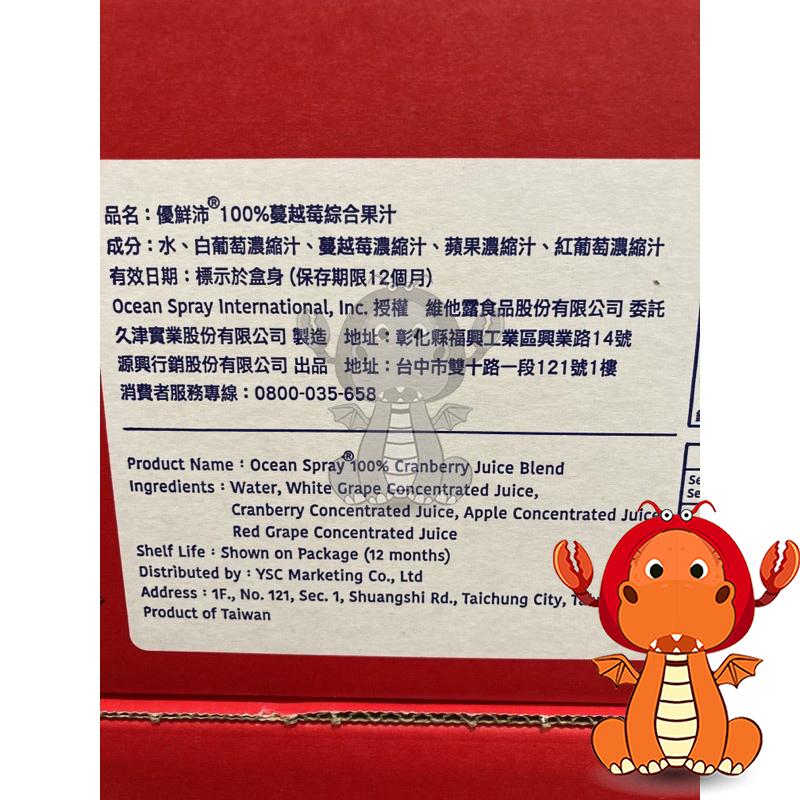 品名：優鮮沛®100%蔓越莓綜合果汁
成分：水、白葡萄濃縮汁、蔓越莓濃縮汁、蘋果濃縮汁、紅葡萄濃縮汁
有效日期：標示於盒身 (保存期限12個月)
Ocean Spray International, Inc. 授權 維他露食品股份有限公司 委託
久津實業股份有限公司 製造 地址：彰化縣福興工業區興業路14號
源興行銷股份有限公司 出品 地址：台中市雙十路一段121號1樓
消費者服務專線：0800-035-658
Product Name：Ocean Spray®100% Cranberry Juice Blend
Ingredients：Water, White Grape Concentrated Juice,
Cranberry Concentrated Juice, Apple Concentrated Juice,
Red Grape Concentrated Juice
Shelf Life：Shown on Package (12 months)
Distributed by：YSC Marketing Co., Ltd
Address：1F., No. 121, Sec. 1, Shuangshi Rd., Taichung City,
Product of Taiwan